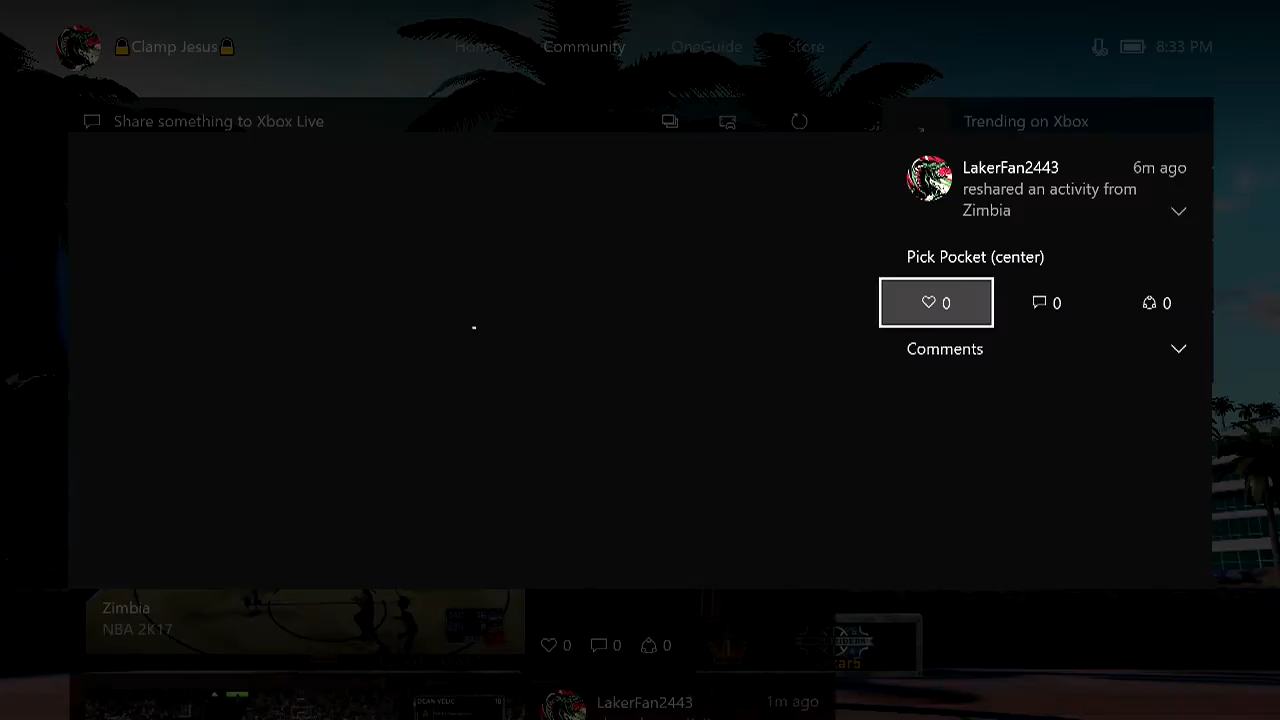 🔒Clamp Jesus🔒
Home
Community
OneGuide
Store
8:33 PM
Share something to Xbox Live
Trending on Xbox
LakerFan2443
6m ago
reshared an activity from
Zimbia
Pick Pocket (center)
0
0
0
Comments
Zimbia
NBA 2K17
0
0
0
LakerFan2443
1m ago